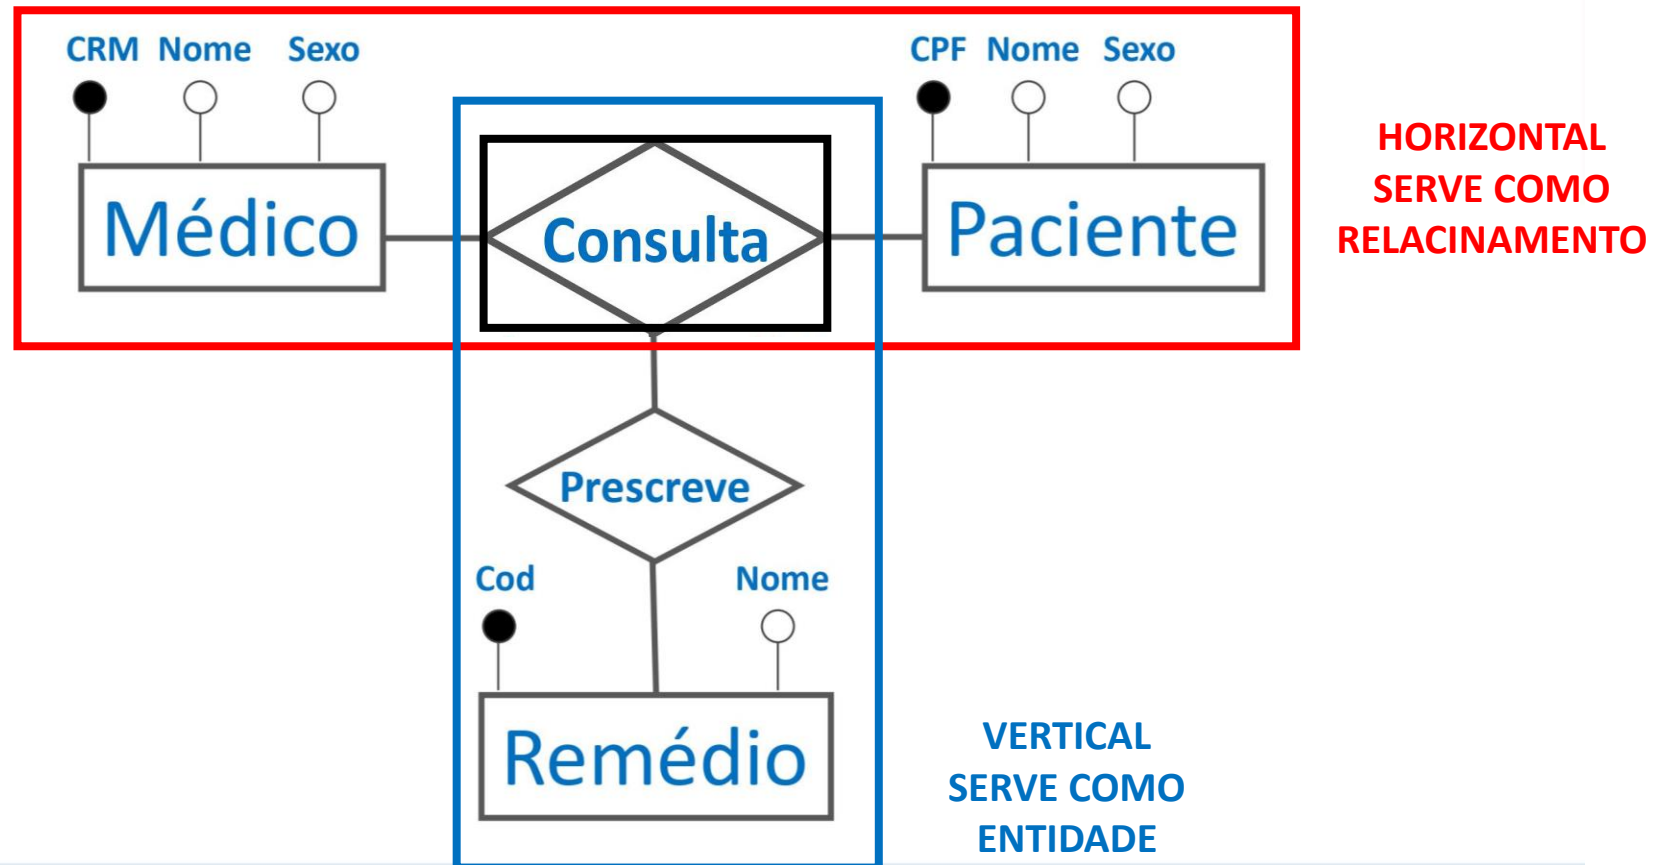 CRM Nome Sexo
CPF Nome Sexo
HORIZONTAL
SERVE COMO
RELACINAMENTO
Médico
Consulta
Paciente
Prescreve
Cod
Nome
Remédio
VERTICAL
SERVE COMO
ENTIDADE